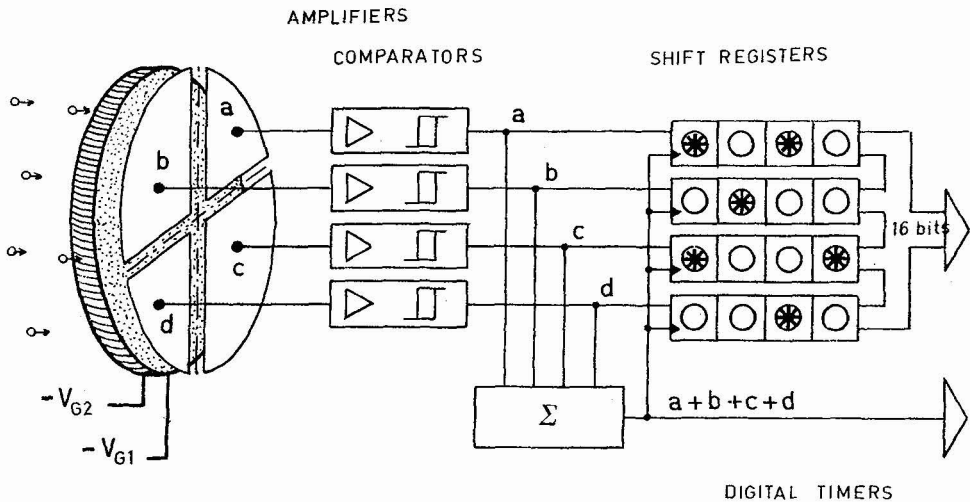 AMPLIFIERS
COMPARATORS
SHIFT REGISTERS
a
a
b
b
c
c
d
d
16 bits
-VG2
-VG1
Σ
a+b+c+d
DIGITAL TIMERS